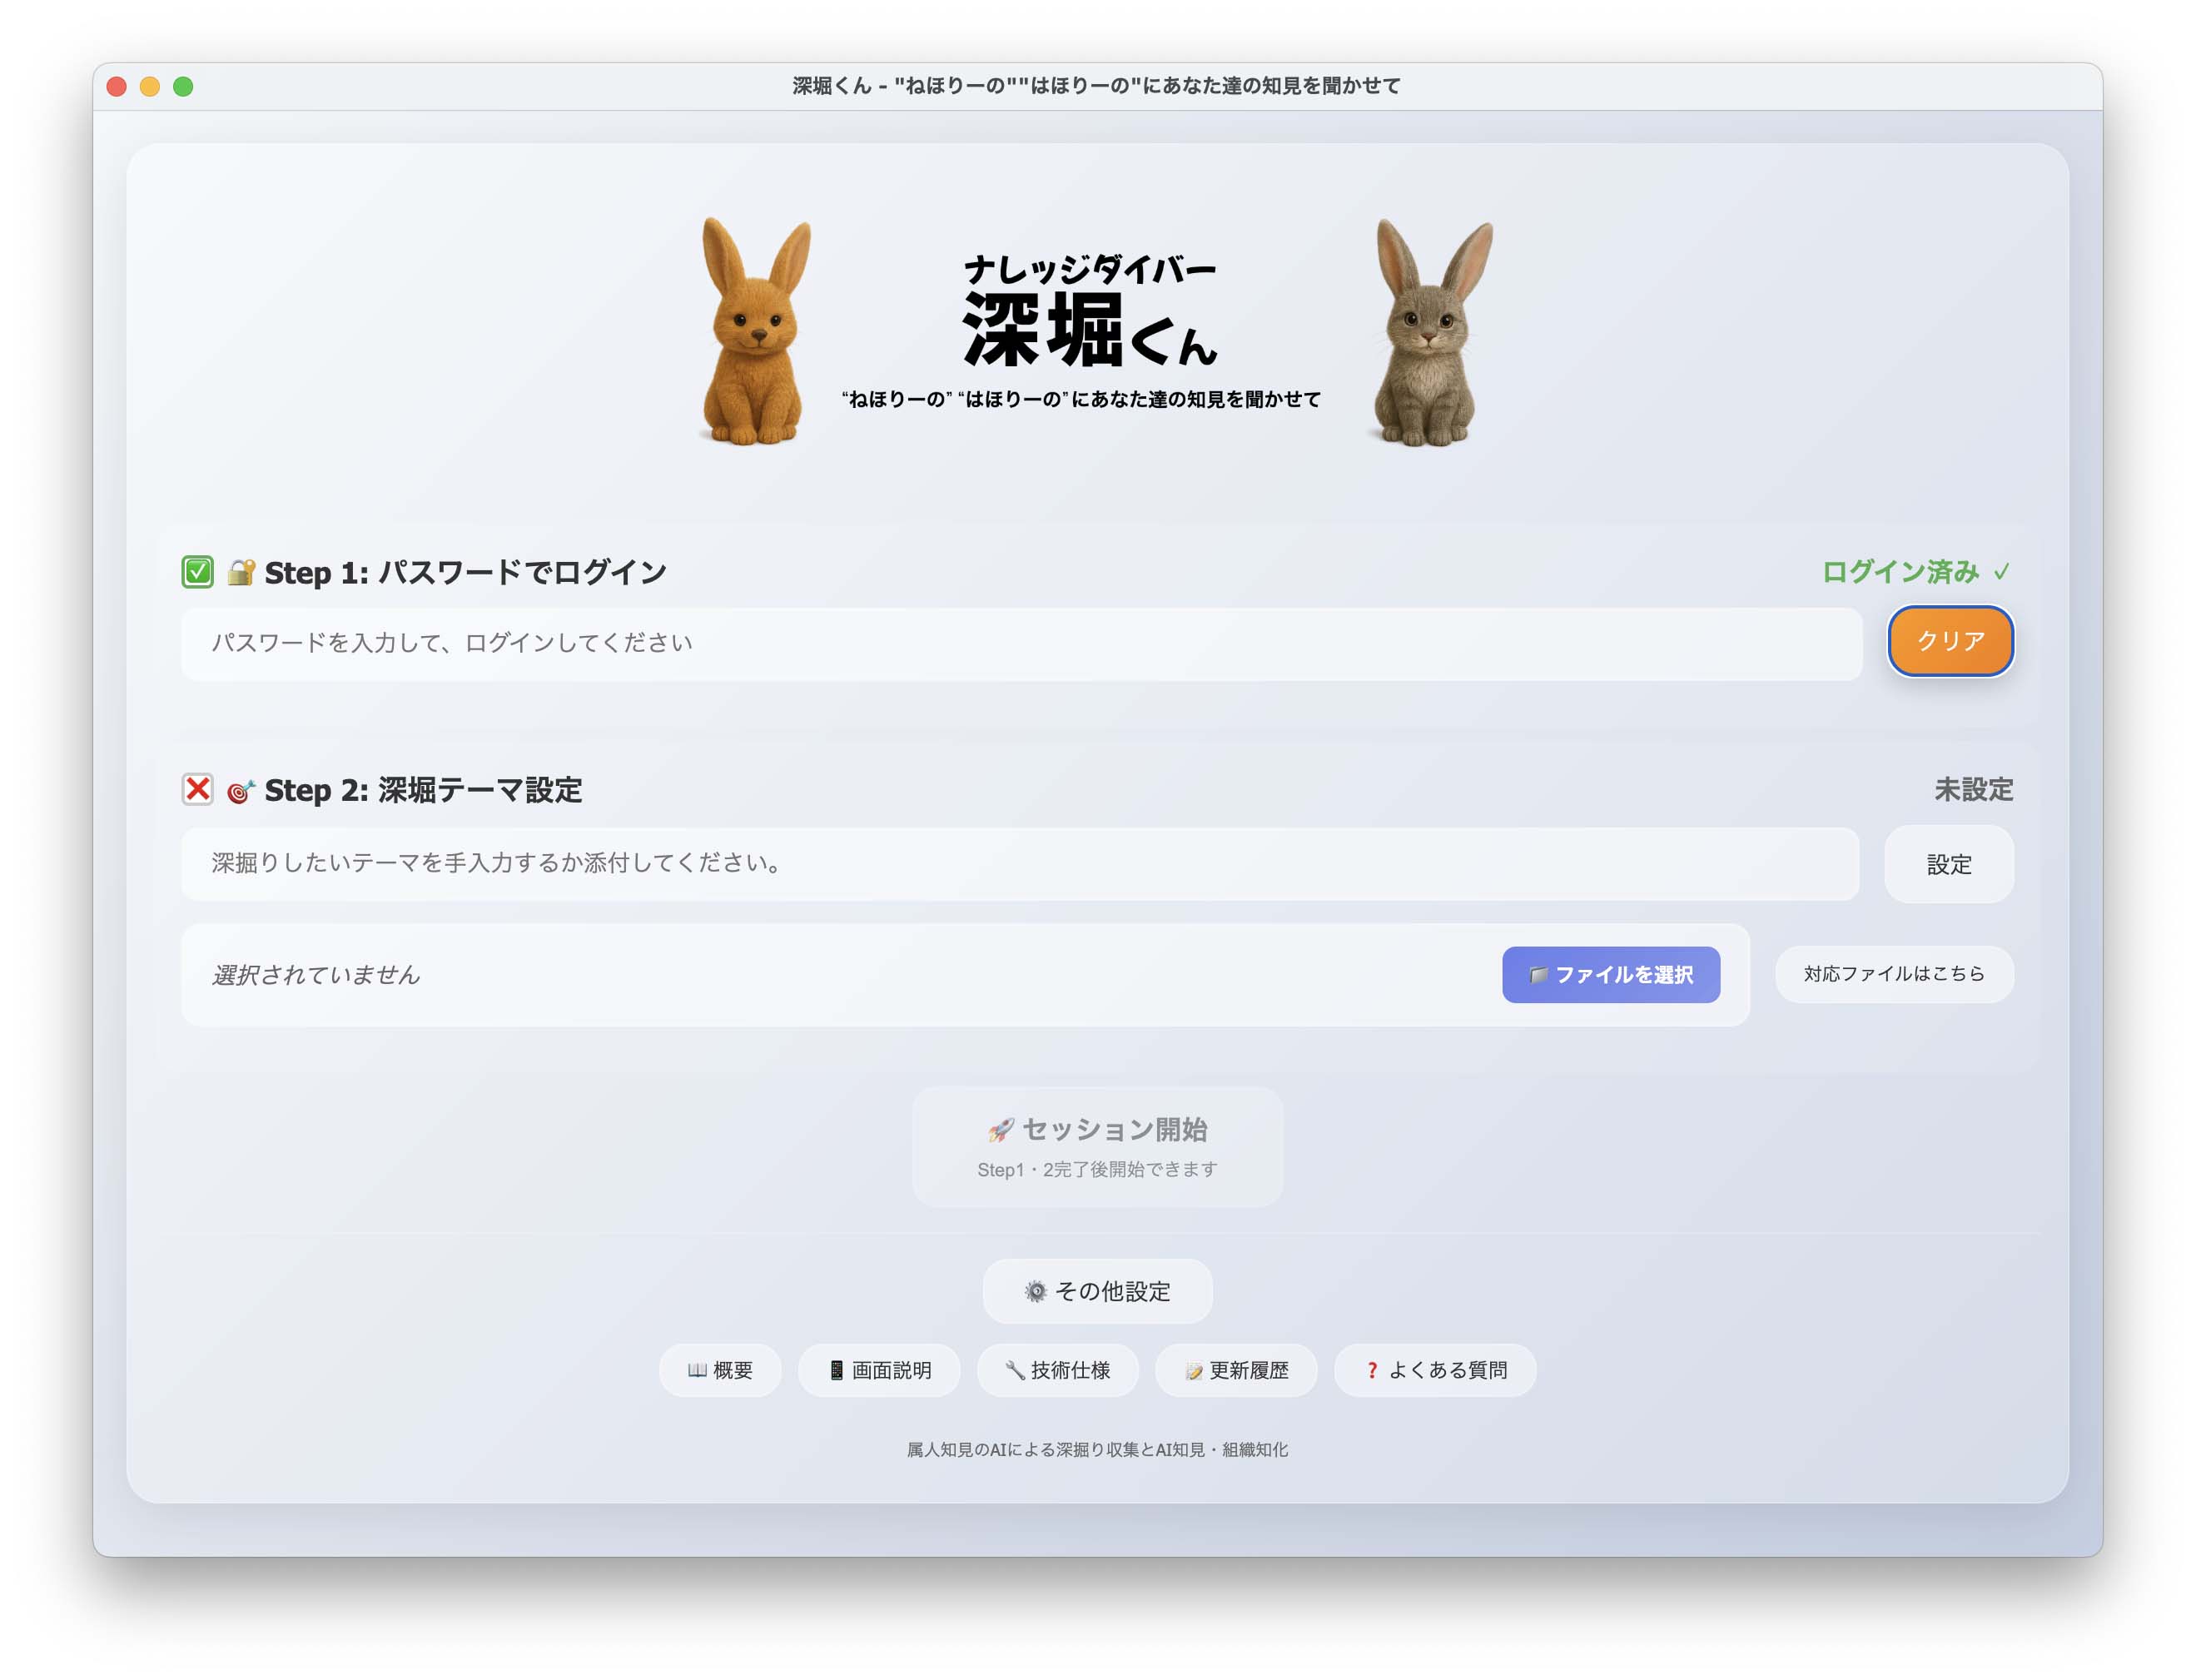 深堀くん - "ねほりーの""はほりーの"にあなた達の知見を聞かせて
ナレッジダイバー
深堀くん
“ねほりーの” “はほりーの”にあなた達の知見を聞かせて
Step 1: パスワードでログイン
ログイン済み ✓
パスワードを入力して、ログインしてください
クリア
Step 2: 深堀テーマ設定
未設定
深掘りしたいテーマを手入力するか添付してください。
設定
選択されていません
ファイルを選択
対応ファイルはこちら
セッション開始
Step1・2完了後開始できます
その他設定
概要
画面説明
技術仕様
更新履歴
よくある質問
属人知見のAIによる深掘り収集とAI知見・組織知化